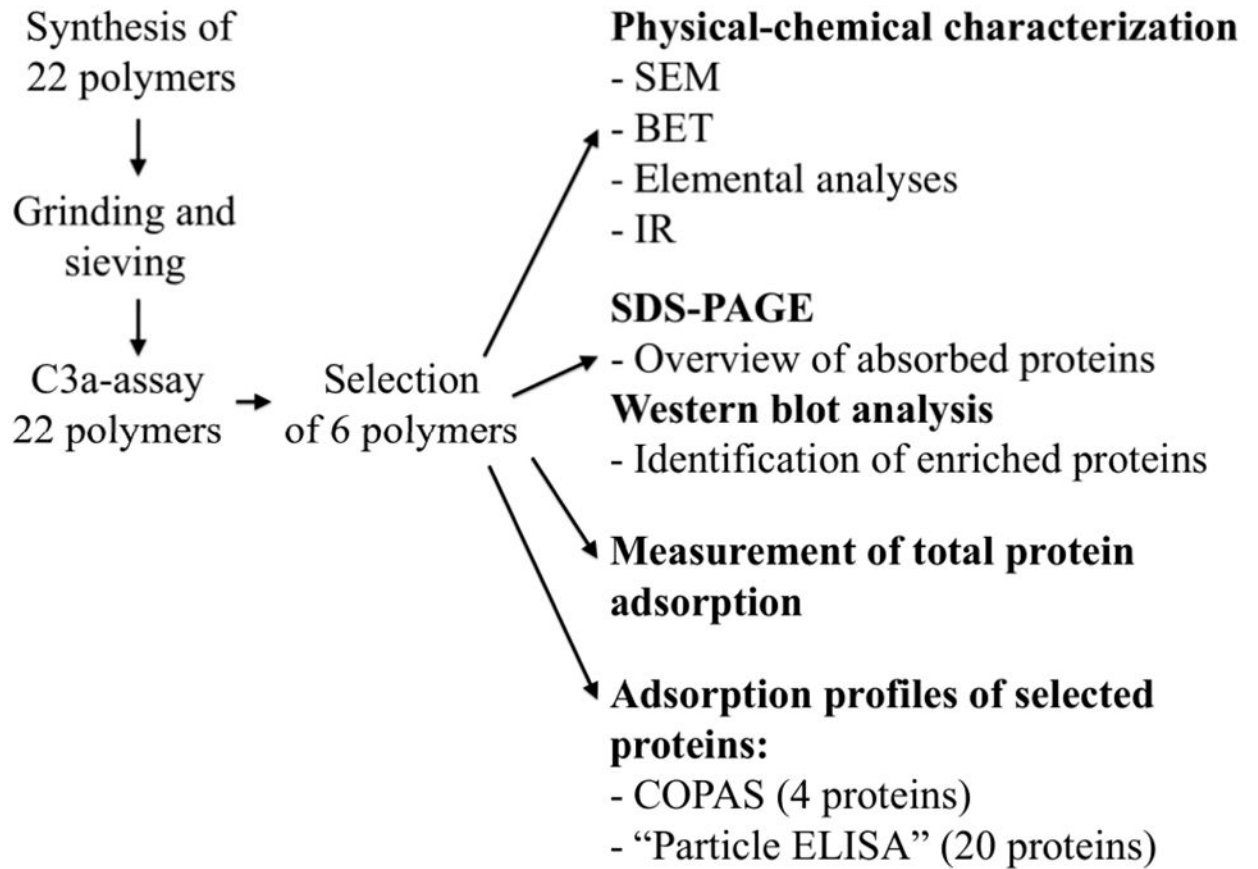 Synthesis of
22 polymers
Grinding and
sieving
C3a-assay
22 polymers
Selection
of 6 polymers
Physical-chemical characterization
- SEM
- BET
- Elemental analyses
- IR
SDS-PAGE
- Overview of absorbed proteins
Western blot analysis
- Identification of enriched proteins
Measurement of total protein
adsorption
Adsorption profiles of selected
proteins:
- COPAS (4 proteins)
- “Particle ELISA” (20 proteins)